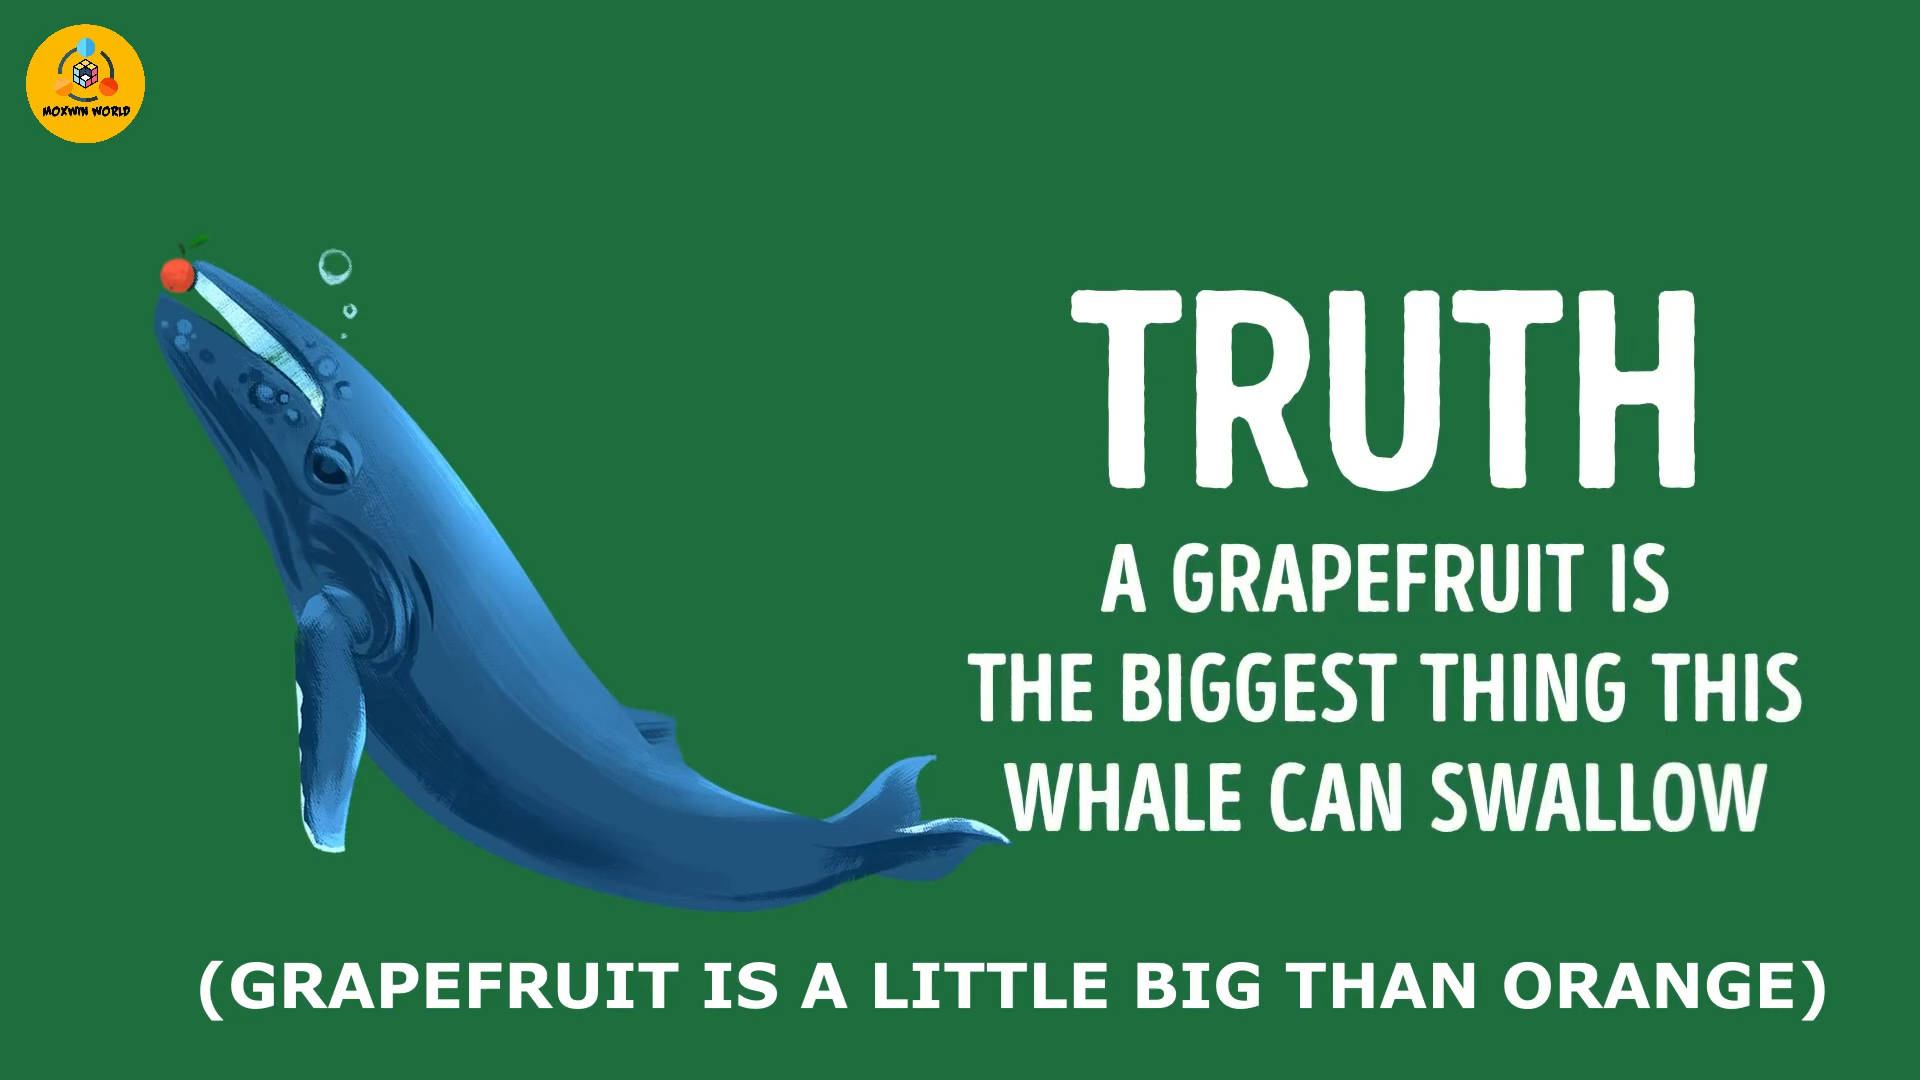 MOXWIN WORLD
TRUTH
A GRAPEFRUIT IS
THE BIGGEST THING THIS
WHALE CAN SWALLOW
(GRAPEFRUIT IS A LITTLE BIG THAN ORANGE)